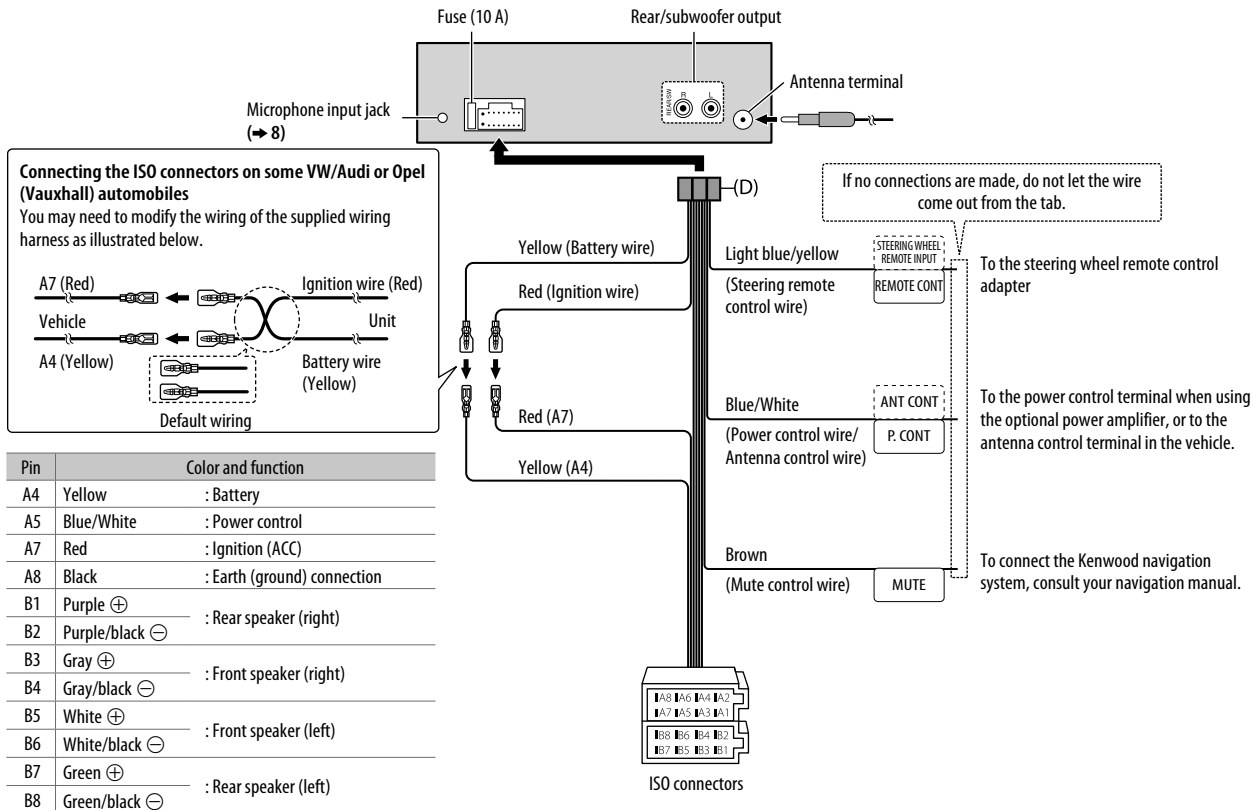 Fuse (10 A)
Rear/subwoofer output
Antenna terminal
Microphone input jack
(➜ 8)
REAR/SW
R
L
(D)
Connecting the ISO connectors on some VW/Audi or Opel
(Vauxhall) automobiles
You may need to modify the wiring of the supplied wiring
harness as illustrated below.
A7 (Red)
Ignition wire (Red)
Vehicle
Unit
A4 (Yellow)
Battery wire
(Yellow)
Default wiring
If no connections are made, do not let the wire
come out from the tab.
Yellow (Battery wire)
Red (Ignition wire)
Red (A7)
Yellow (A4)
Light blue/yellow
(Steering remote
control wire)
STEERING WHEEL
REMOTE INPUT
REMOTE CONT
To the steering wheel remote control
adapter
Blue/White
(Power control wire/
Antenna control wire)
ANT CONT
P. CONT
To the power control terminal when using
the optional power amplifier, or to the
antenna control terminal in the vehicle.
Brown
(Mute control wire)
MUTE
To connect the Kenwood navigation
system, consult your navigation manual.
Pin Color and function
A4 Yellow : Battery
A5 Blue/White : Power control
A7 Red : Ignition (ACC)
A8 Black : Earth (ground) connection
B1 Purple ⊕
: Rear speaker (right)
B2 Purple/black ⊖
B3 Gray ⊕
: Front speaker (right)
B4 Gray/black ⊖
B5 White ⊕
: Front speaker (left)
B6 White/black ⊖
B7 Green ⊕
: Rear speaker (left)
B8 Green/black ⊖
A8 A6 A4 A2
A7 A5 A3 A1
B8 B6 B4 B2
B7 B5 B3 B1
ISO connectors